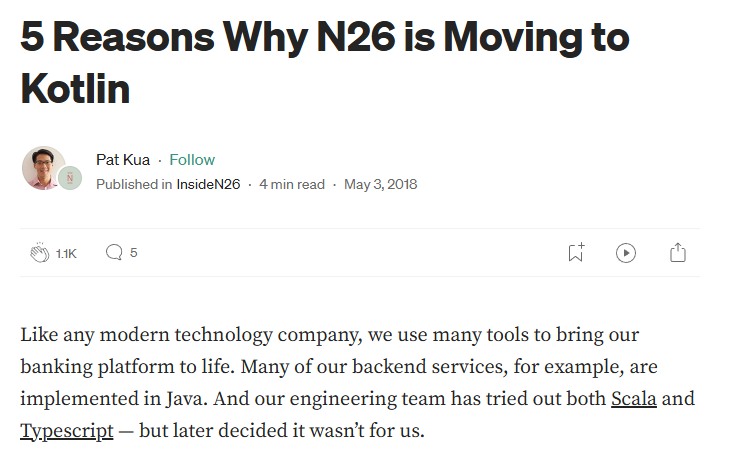 5 Reasons Why N26 is Moving to
Kotlin
Pat Kua · Follow
Published in InsideN26 · 4 min read · May 3, 2018
1.1K 5
Like any modern technology company, we use many tools to bring our
banking platform to life. Many of our backend services, for example, are
implemented in Java. And our engineering team has tried out both Scala and
Typescript — but later decided it wasn’t for us.